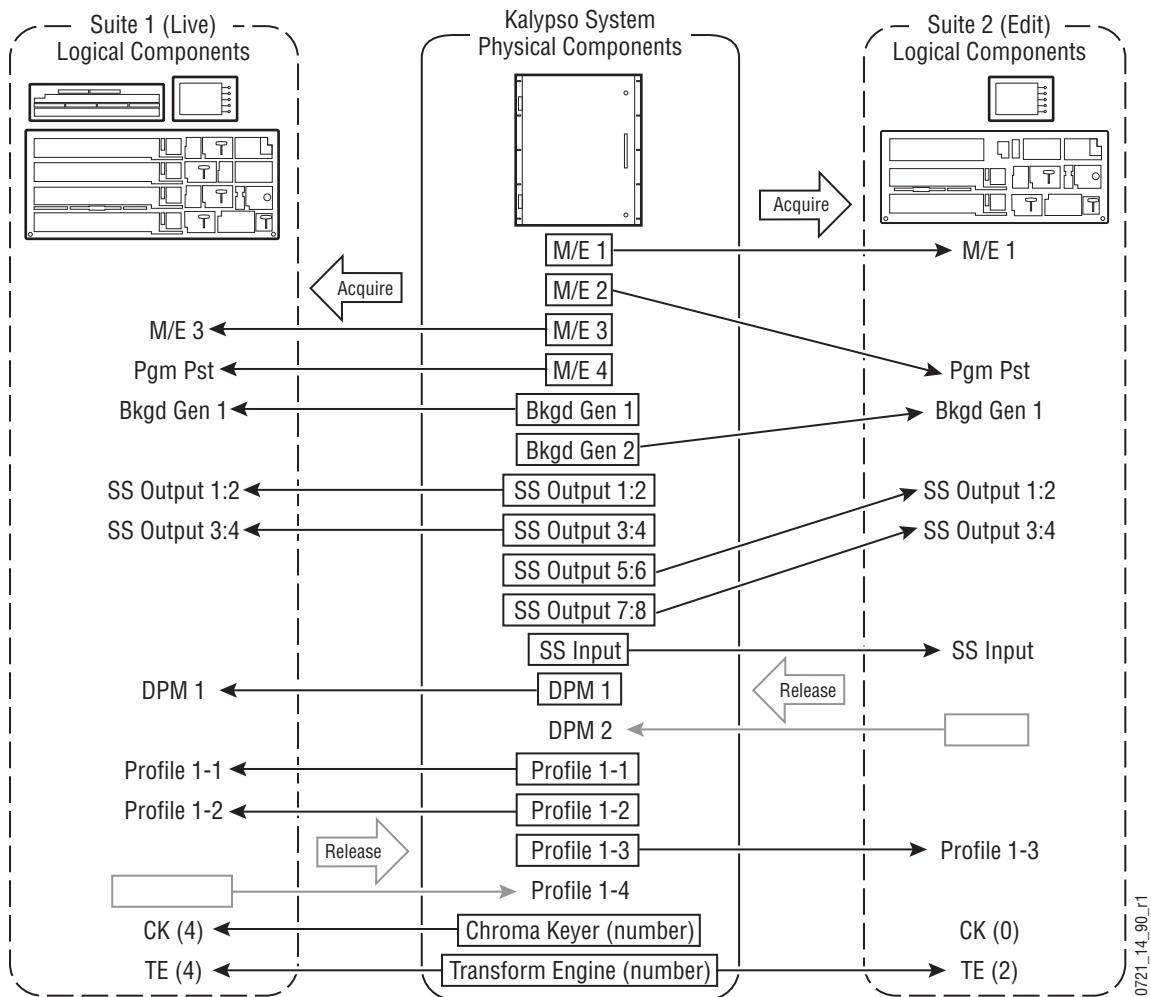 Suite 1 (Live)
Logical Components
Kalypso System
Physical Components
Suite 2 (Edit)
Logical Components
Acquire
M/E 1
M/E 1
Acquire
M/E 2
M/E 3
M/E 3
Pgm Pst
M/E 4
Pgm Pst
Bkgd Gen 1
Bkgd Gen 1
Bkgd Gen 1
Bkgd Gen 2
SS Output 1:2
SS Output 1:2
SS Output 1:2
SS Output 3:4
SS Output 3:4
SS Output 3:4
SS Output 5:6
SS Output 7:8
SS Input
SS Input
DPM 1
DPM 1
Release
DPM 2
Profile 1-1
Profile 1-1
Profile 1-2
Profile 1-2
Release
Profile 1-3
Profile 1-3
Profile 1-4
CK (4)
Chroma Keyer (number)
CK (0)
TE (4)
Transform Engine (number)
TE (2)
0721_14_90_r1